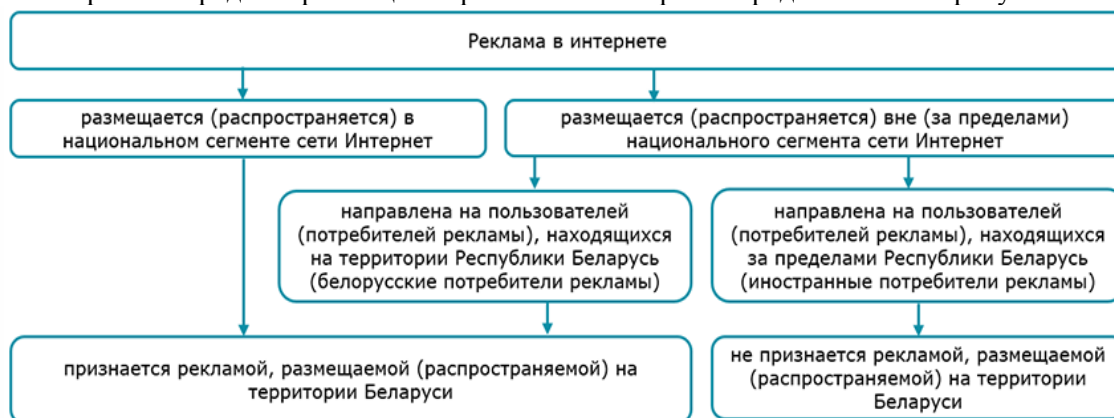 Реклама в интернете
размещается (распространяется) в
национальном сегменте сети Интернет
размещается (распространяется) вне (за пределами)
национального сегмента сети Интернет
направлена на пользователей
(потребителей рекламы), находящихся
на территории Республики Беларусь
(белорусские потребители рекламы)
направлена на пользователей
(потребителей рекламы), находящихся
за пределами Республики Беларусь
(иностранные потребители рекламы)
признается рекламой, размещаемой (распространяемой) на
территории Беларуси
не признается рекламой, размещаемой
(распространяемой) на территории
Беларуси